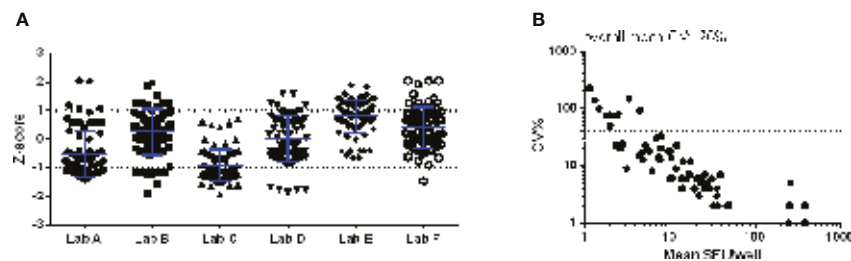 A
B
3
2
1
0
-1
-2
-3
Z-score
Lab A
Lab B
Lab C
Lab D
Lab E
Lab F
1000
100
10
1
CV%
1
10
100
1000
Mean SFU/well